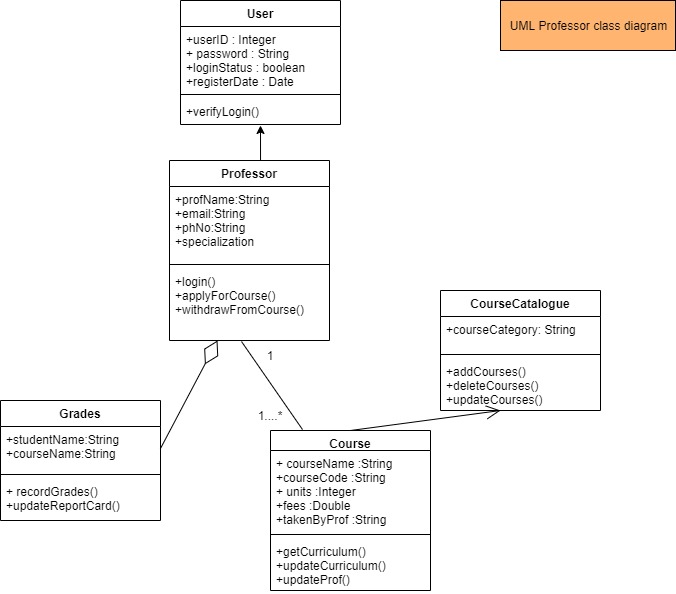 User
+userID : Integer
+ password : String
+loginStatus : boolean
+registerDate : Date
+verifyLogin()
UML Professor class diagram
Professor
+profName:String
+email:String
+phNo:String
+specialization
+login()
+applyForCourse()
+withdrawFromCourse()
CourseCatalogue
+courseCategory: String
+addCourses()
+deleteCourses()
+updateCourses()
1
1....*
Grades
+studentName:String
+courseName:String
+ recordGrades()
+updateReportCard()
Course
+ courseName :String
+courseCode :String
+ units :Integer
+fees :Double
+takenByProf :String
+getCurriculum()
+updateCurriculum()
+updateProf()